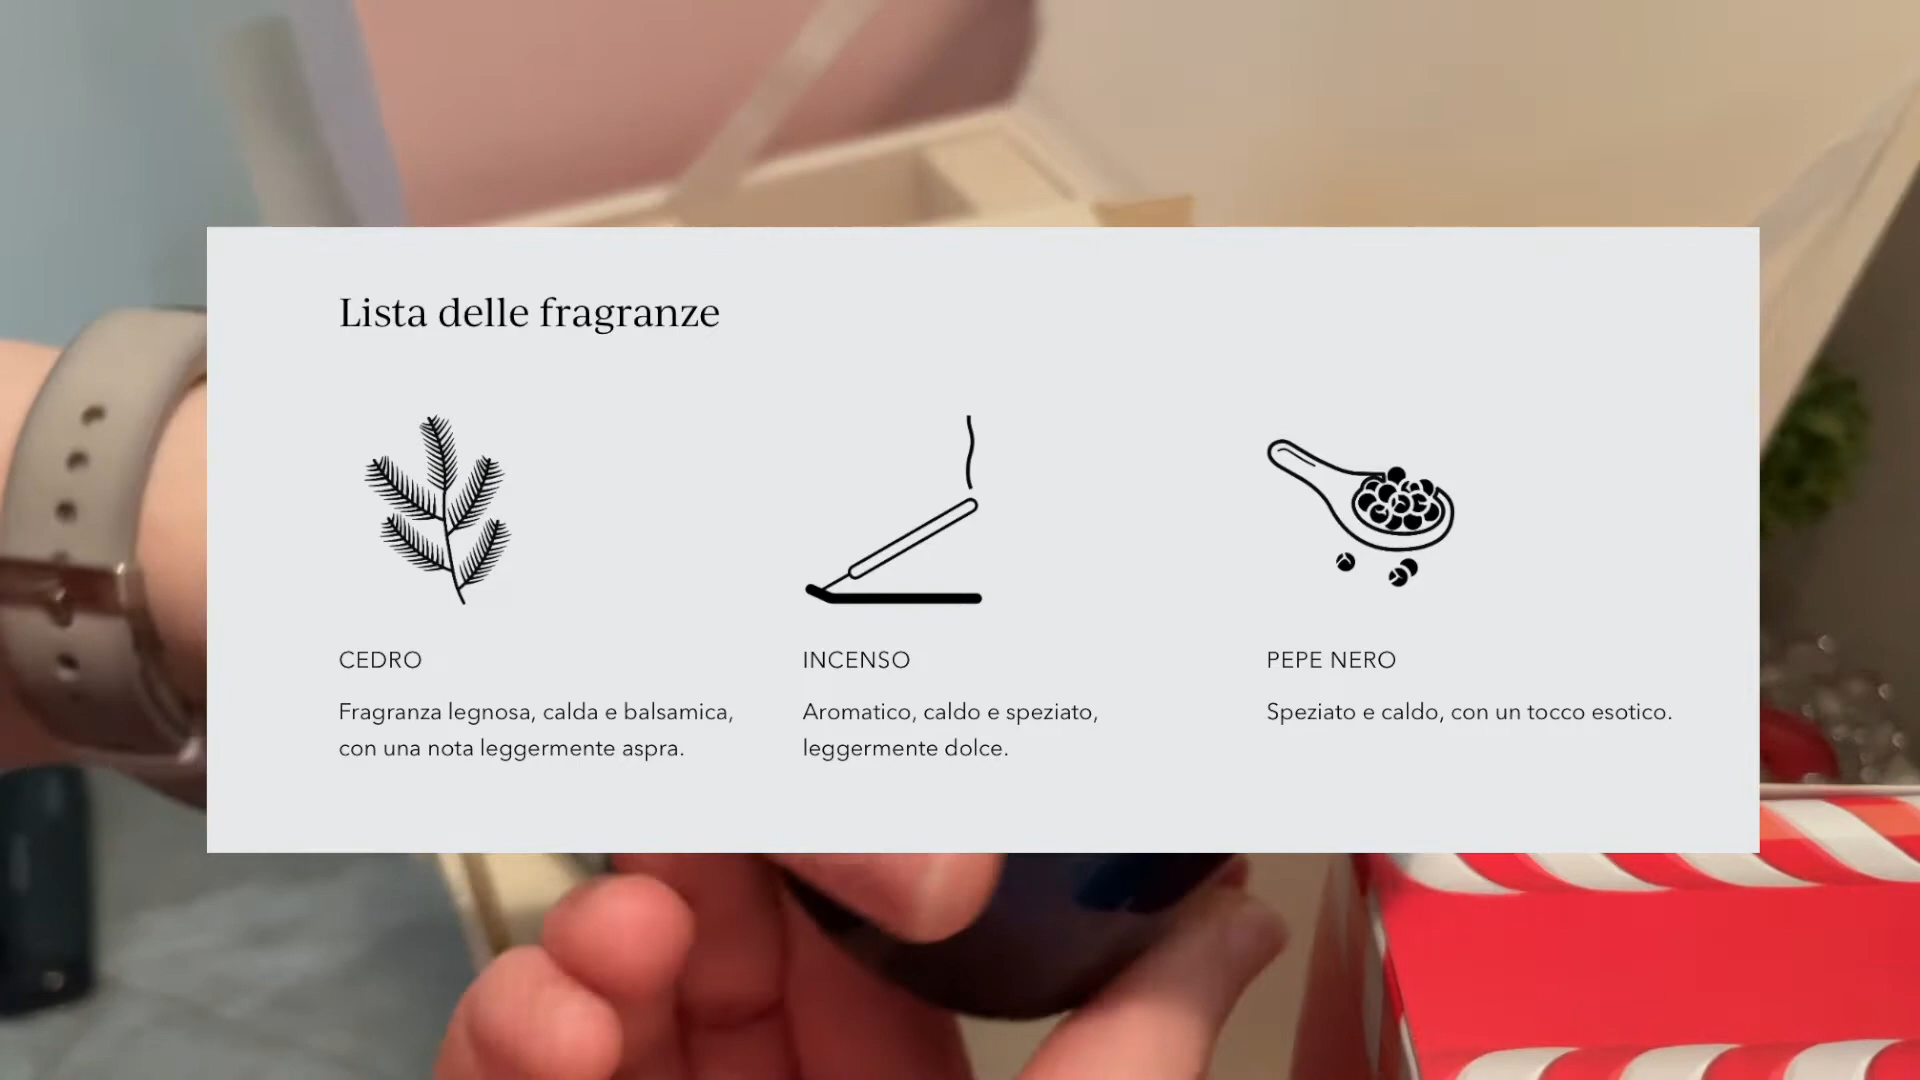 Lista delle fragranze
CEDRO
Fragranza legnosa, calda e balsamica,
con una nota leggermente aspra.
INCENSO
Aromatico, caldo e speziato,
leggermente dolce.
PEPE NERO
Speziato e caldo, con un tocco esotico.